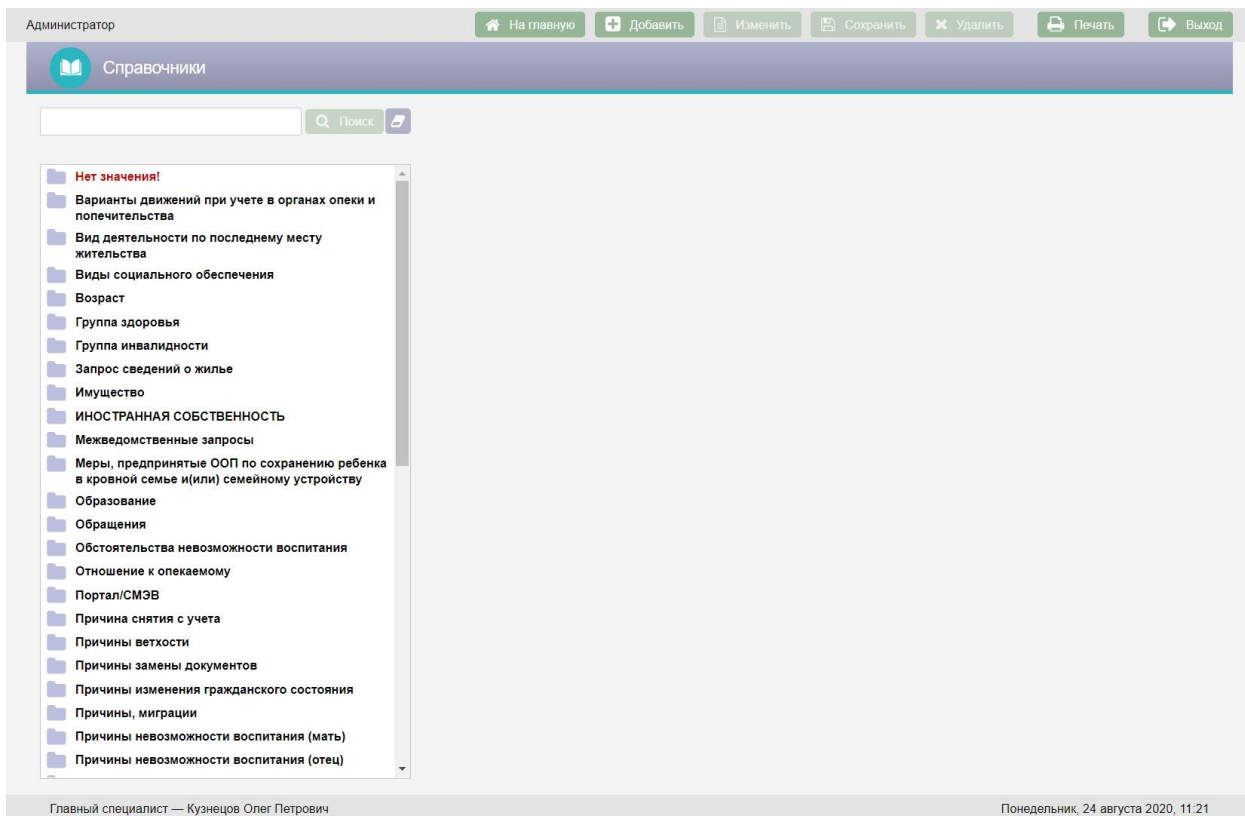 Администратор
На главную
Добавить
Изменить
Сохранить
Удалить
Печать
Выход
Справочники
Поиск
Нет значения!
Варианты движений при учете в органах опеки и
попечительства
Вид деятельности по последнему месту
жительства
Виды социального обеспечения
Возраст
Группа здоровья
Группа инвалидности
Запрос сведений о жилье
Имущество
ИНОСТРАННАЯ СОБСТВЕННОСТЬ
Межведомственные запросы
Меры, предпринятые ООП по сохранению ребенка
в кровной семье и(или) семейному устройству
Образование
Обращения
Обстоятельства невозможности воспитания
Отношение к опекаемому
Портал/СМЭВ
Причина снятия с учета
Причины ветхости
Причины замены документов
Причины изменения гражданского состояния
Причины, миграции
Причины невозможности воспитания (мать)
Причины невозможности воспитания (отец)
Главный специалист — Кузнецов Олег Петрович
Понедельник, 24 августа 2020, 11:21